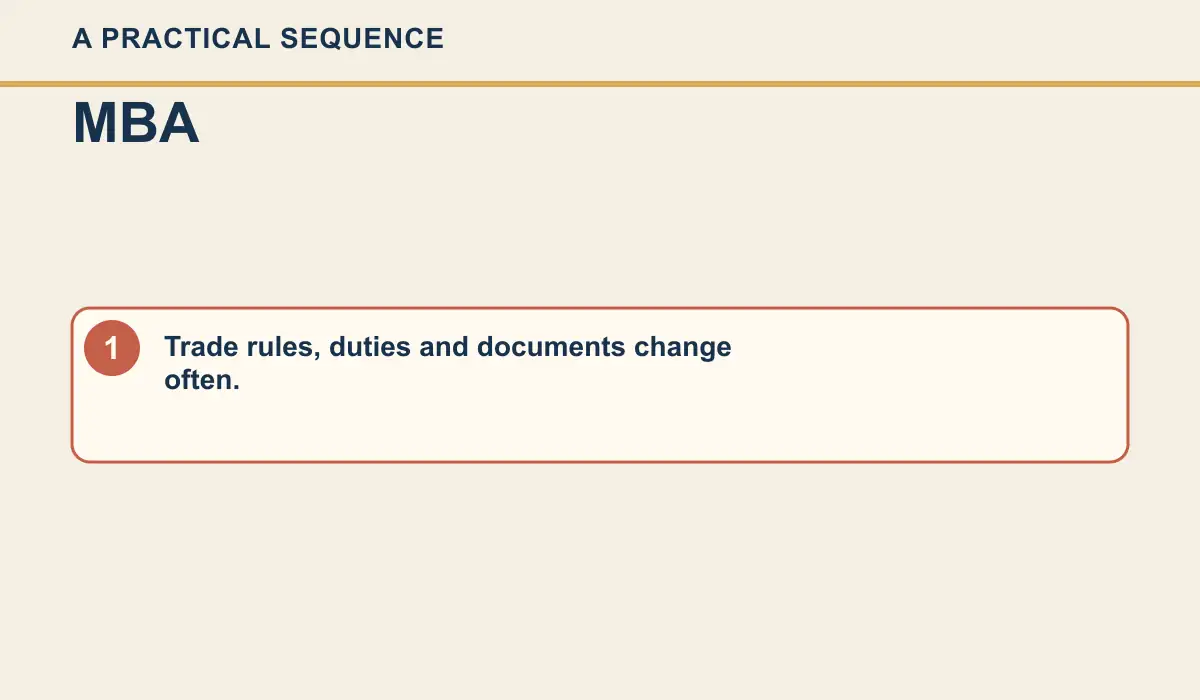 A PRACTICAL SEQUENCE
MBA
1
Trade rules, duties and documents change
often.